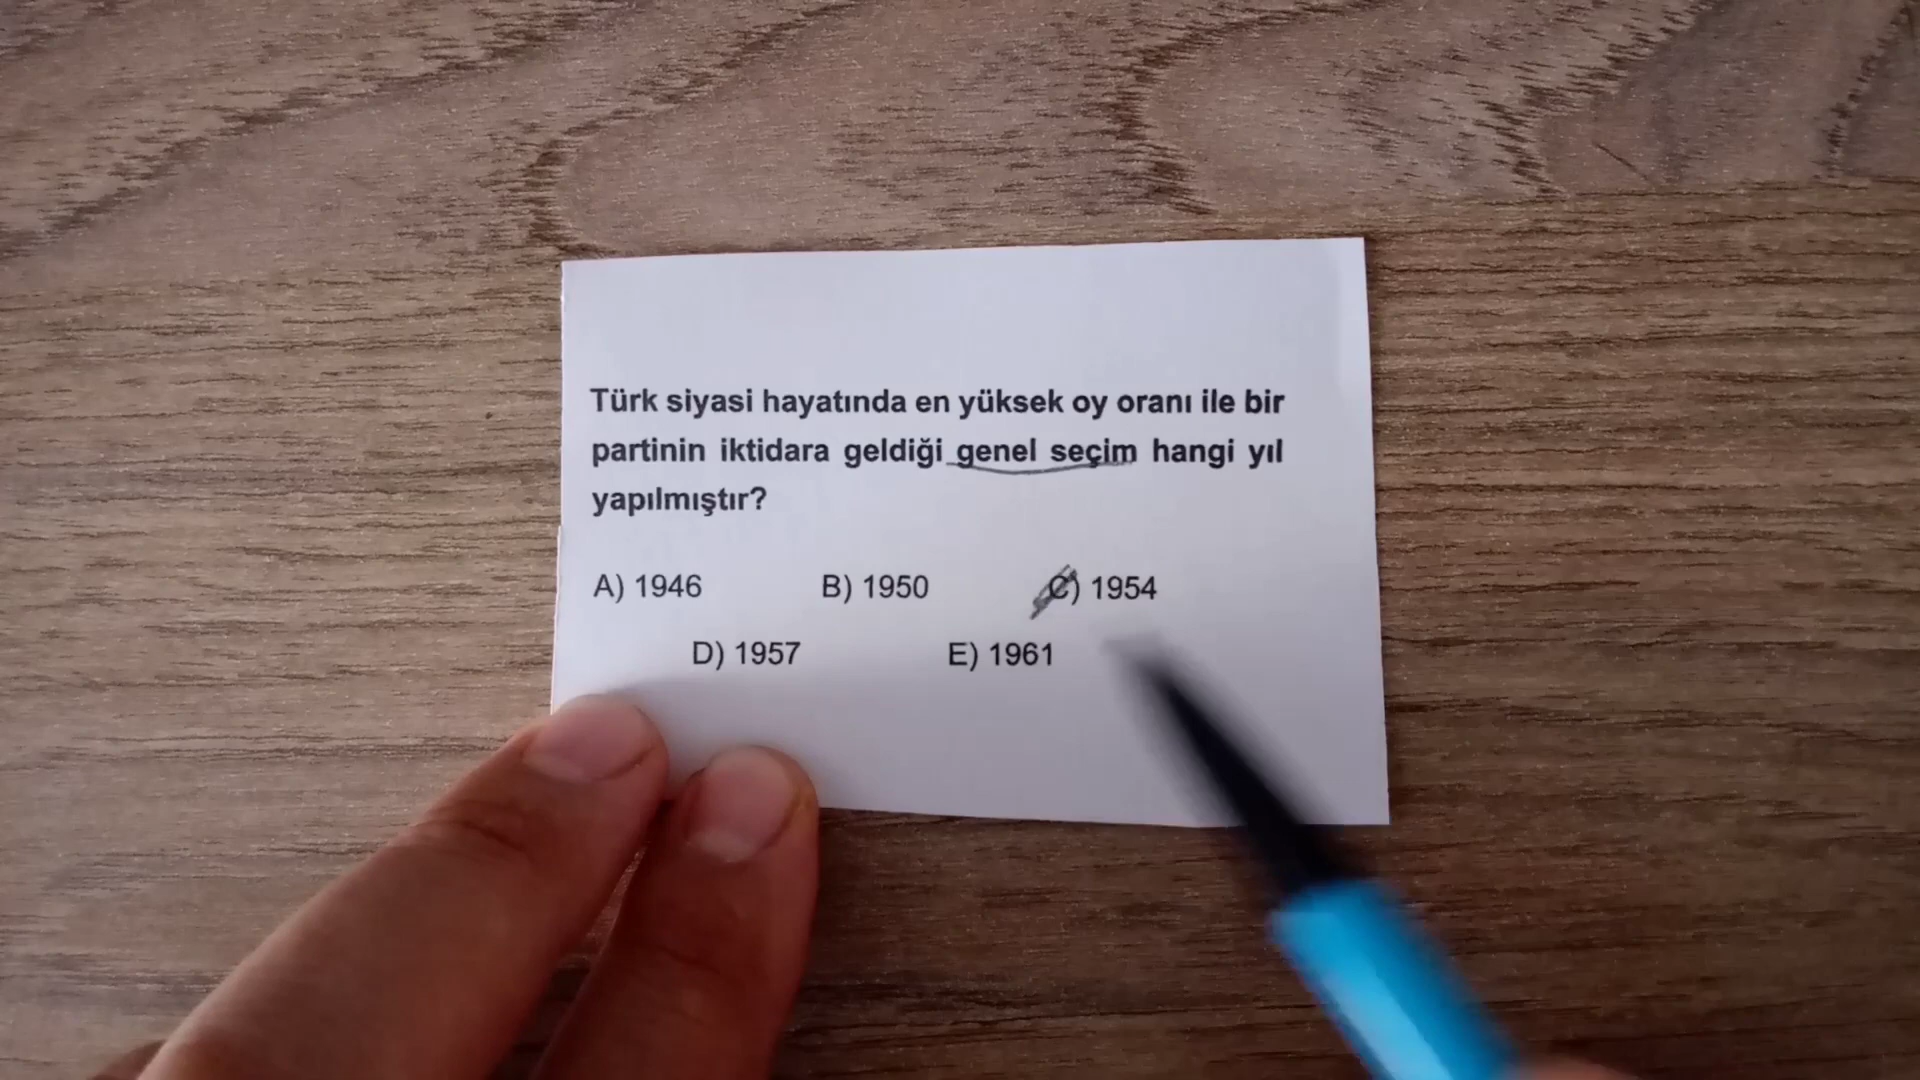 Türk siyasi hayatında en yüksek oy oranı ile bir
partinin iktidara geldiği genel seçim hangi yıl
yapılmıştır?
A) 1946 B) 1950 C) 1954
D) 1957 E) 1961